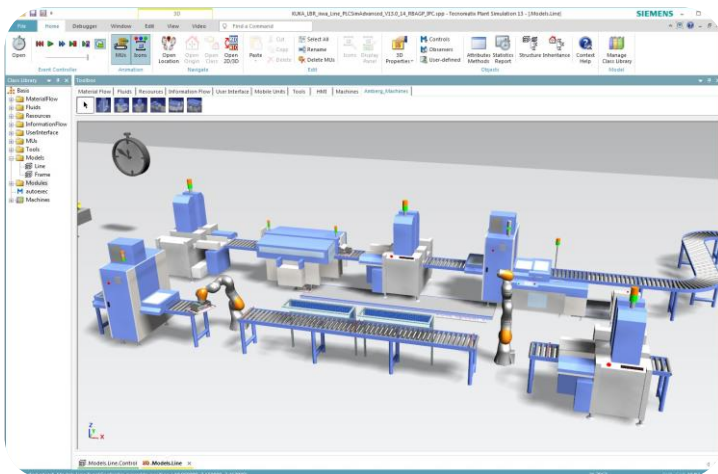 3D
KUKA_LBR_iiwa_Line_PLCSimAdvanced_V13.0_14_RBAGP_IPC.spp - [Models.Line]
SIEMENS
File Home Debugger Window Edit View Video Find a Command
Open
MUs Icons
Open Location
Open Origin
Open Class
Open 2D/3D
Paste
Cut
Copy
Delete
Select All
Rename
Delete MUs
Icons
Display Panel
3D Properties
Controls
Observers
User-defined
Attributes Methods
Statistics Report
Structure
Inheritance
Context Help
Manage Class Library
Event Controller Animation Navigate Edit Objects Model
Class Library
Toolbox
Material Flow Fluids Resources Information Flow User Interface Mobile Units Tools HMI Machines Amberg_Machines
Basis
MaterialFlow
Fluids
Resources
InformationFlow
UserInterface
MUs
Tools
Models
Line
Frame
Modules
autoexec
Machines
Z
Y
X
Models.Line.Control Models.Line